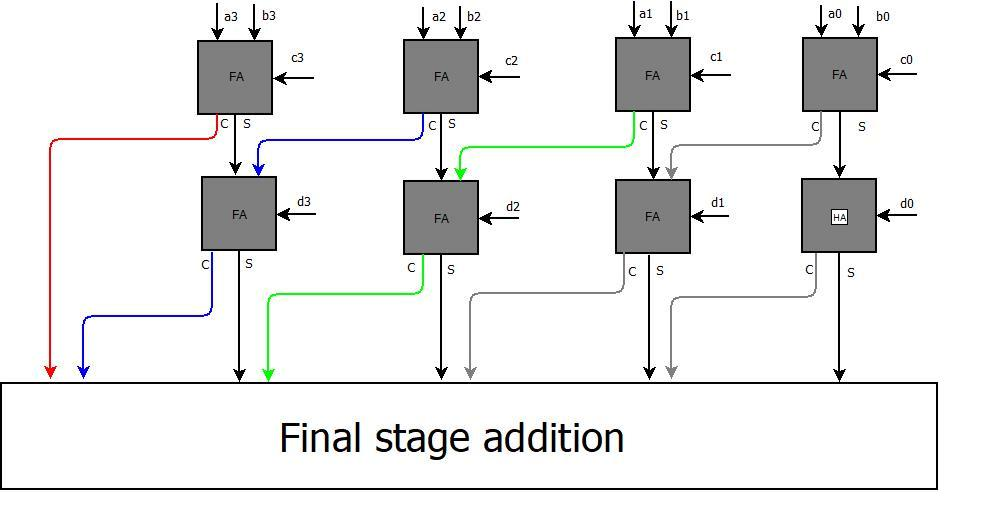 a3 b3 a2 b2 a1 b1 a0 b0
c3 c2 c1 c0
FA FA FA FA
C S C S C S C S
d3 d2 d1 d0
FA FA FA HA
C S C S C S C S
Final stage addition